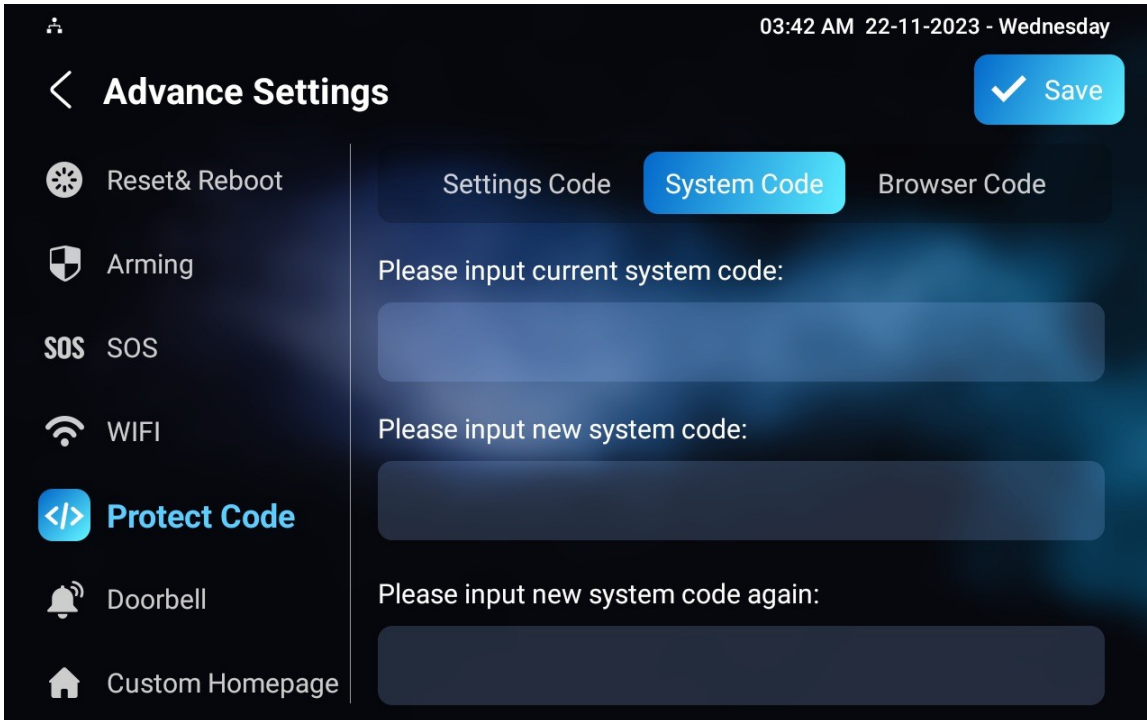 03:42 AM 22-11-2023 - Wednesday
Advance Settings
Save
Reset& Reboot
Arming
SOS SOS
WIFI
Protect Code
Doorbell
Custom Homepage
Settings Code System Code Browser Code
Please input current system code:
Please input new system code:
Please input new system code again: